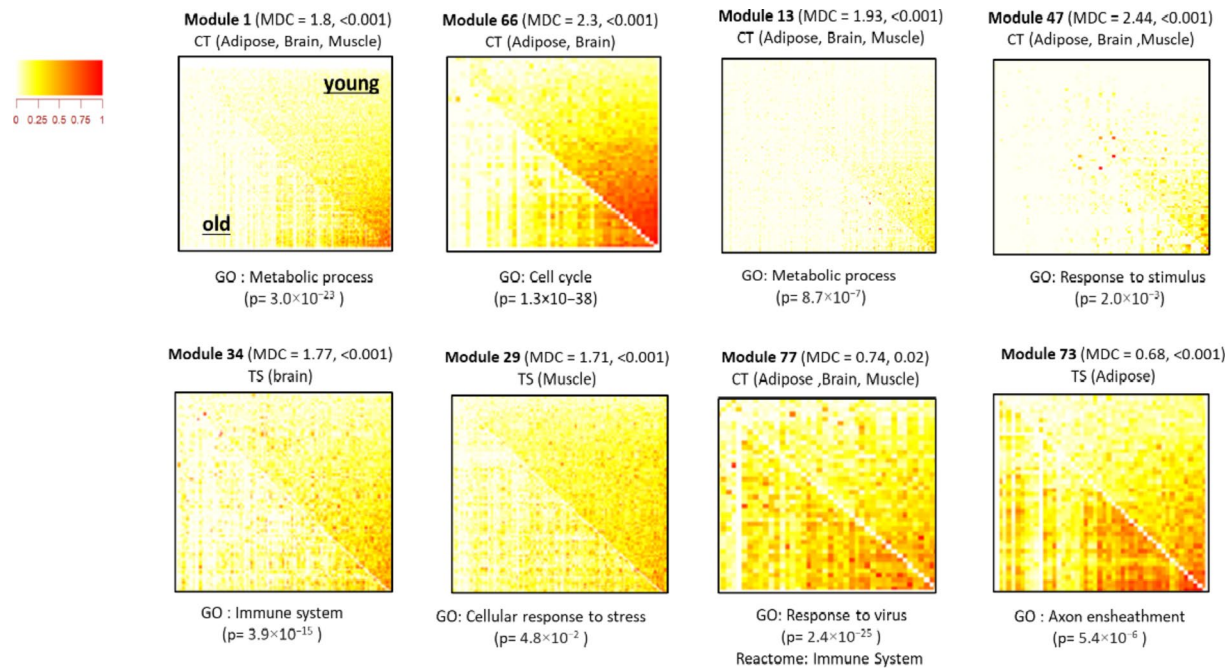 Module 1 (MDC = 1.8, <0.001)
CT (Adipose, Brain, Muscle)
Module 66 (MDC = 2.3, <0.001)
CT (Adipose, Brain)
Module 13 (MDC = 1.93, <0.001)
CT (Adipose, Brain, Muscle)
Module 47 (MDC = 2.44, <0.001)
CT (Adipose, Brain ,Muscle)
0 0.25 0.5 0.75 1
young
old
GO : Metabolic process
(p= 3.0×10⁻²³ )
GO: Cell cycle
(p= 1.3×10–38)
GO: Metabolic process
(p= 8.7×10⁻⁷)
GO: Response to stimulus
(p= 2.0×10⁻³)
Module 34 (MDC = 1.77, <0.001)
TS (brain)
Module 29 (MDC = 1.71, <0.001)
TS (Muscle)
Module 77 (MDC = 0.74, 0.02)
CT (Adipose ,Brain, Muscle)
Module 73 (MDC = 0.68, <0.001)
TS (Adipose)
GO : Immune system
(p= 3.9×10⁻¹⁵ )
GO: Cellular response to stress
(p= 4.8×10⁻² )
GO: Response to virus
(p= 2.4×10⁻²⁵)
Reactome: Immune System
GO : Axon ensheathment
(p= 5.4×10⁻⁶ )